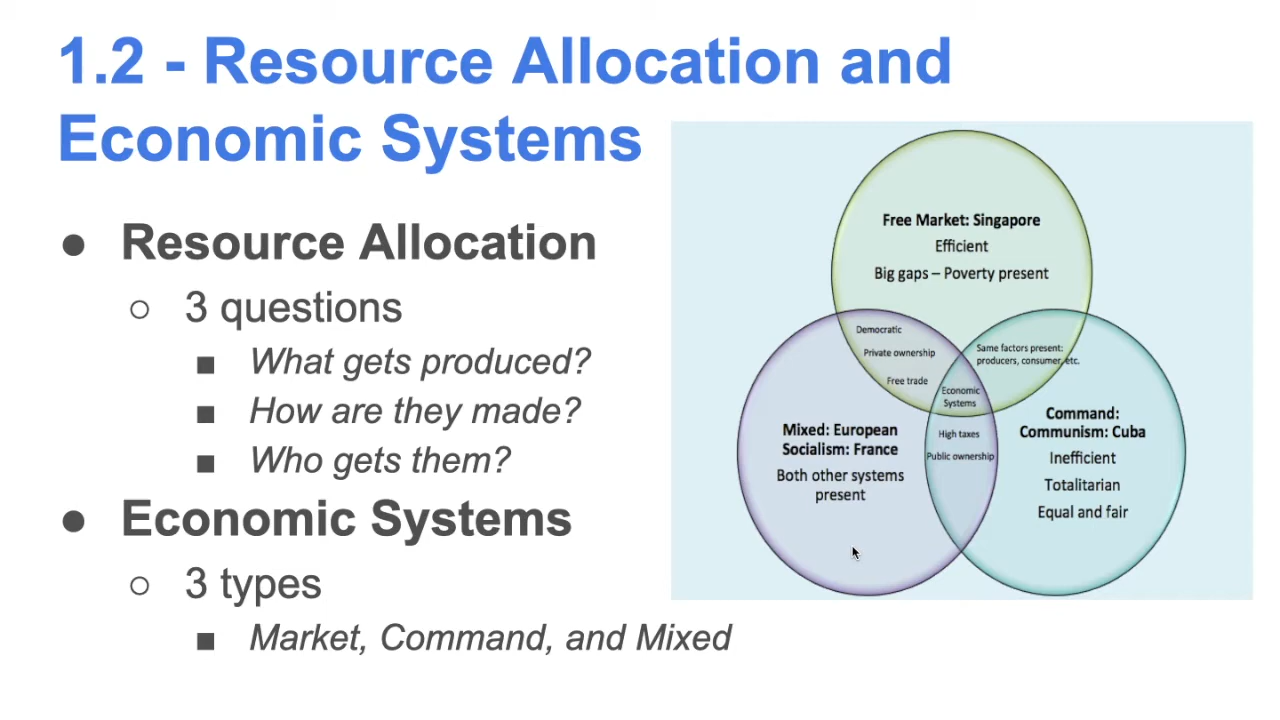 1.2 - Resource Allocation and
Economic Systems
● Resource Allocation
○ 3 questions
■ What gets produced?
■ How are they made?
■ Who gets them?
● Economic Systems
○ 3 types
■ Market, Command, and Mixed
Free Market: Singapore
Efficient
Big gaps – Poverty present
Democratic
Private ownership
Free trade
Same factors present:
producers, consumer, etc.
Economic
Systems
High taxes
Public ownership
Mixed: European
Socialism: France
Both other systems
present
Command:
Communism: Cuba
Inefficient
Totalitarian
Equal and fair